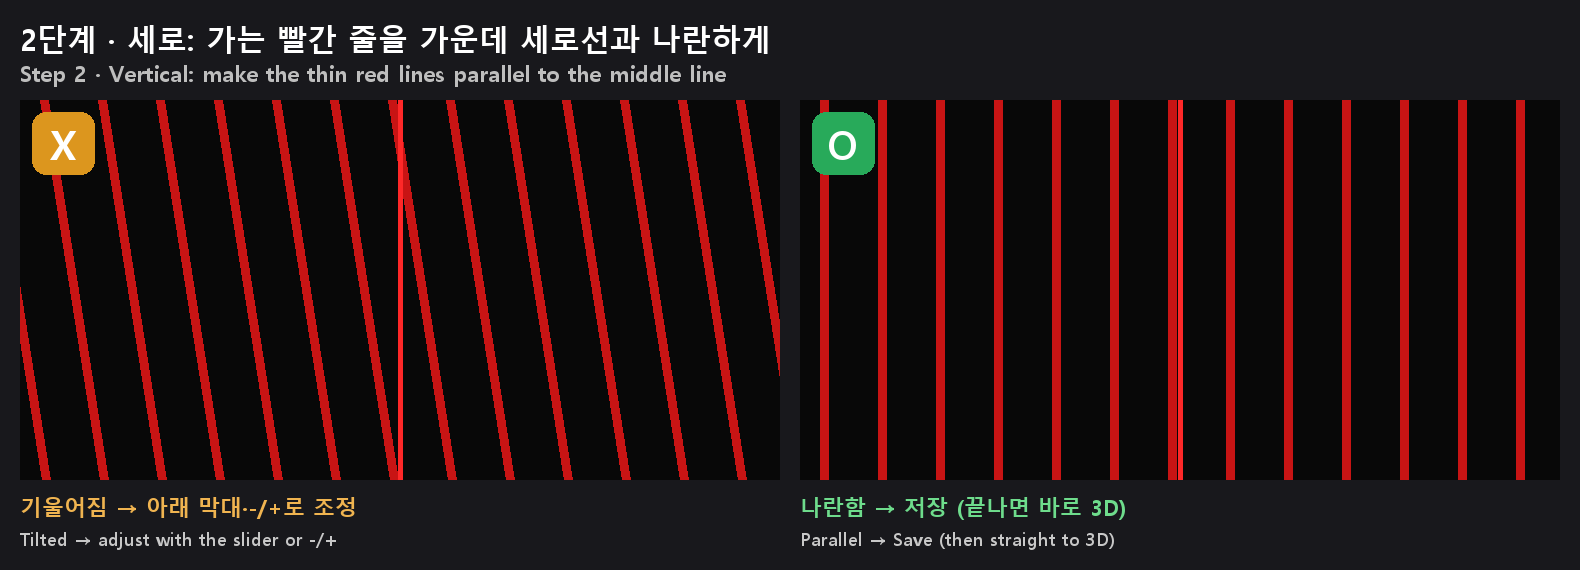 2단계 · 세로: 가는 빨간 줄을 가운데 세로선과 나란하게
Step 2 · Vertical: make the thin red lines parallel to the middle line
X
O
기울어짐 → 아래 막대·-/+로 조정
Tilted → adjust with the slider or -/+
나란함 → 저장 (끝나면 바로 3D)
Parallel → Save (then straight to 3D)